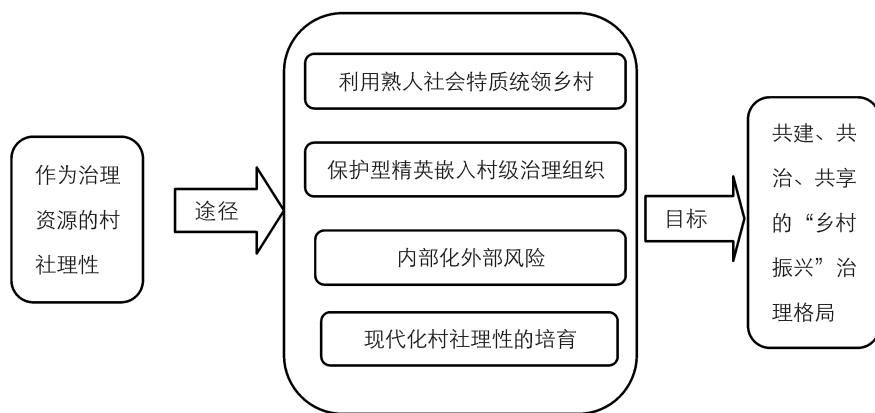 作为治理
资源的村
社理性
途径
利用熟人社会特质统领乡村
保护型精英嵌入村级治理组织
内部化外部风险
现代化村社理性的培育
目标
共建、共
治、共享
的“乡村
振兴”治
理格局